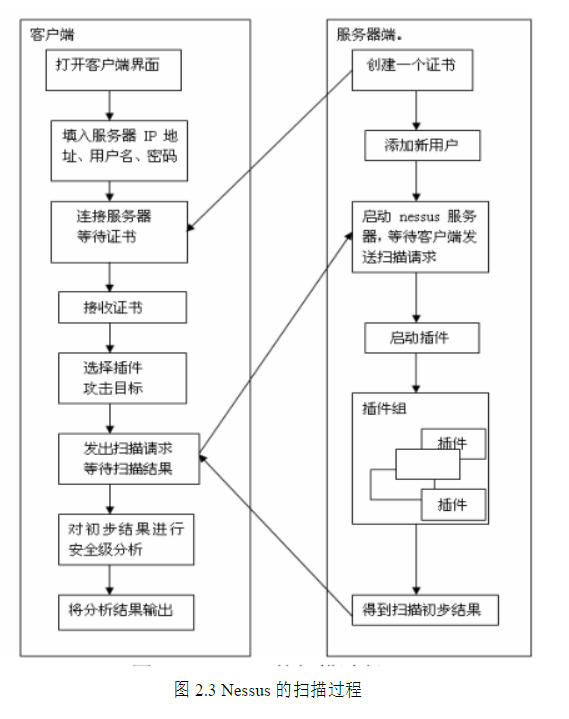 客户端
打开客户端界面
填入服务器 IP 地
址、用户名、密码
连接服务器
等待证书
接收证书
选择插件
攻击目标
发出扫描请求
等待扫描结果
对初步结果进行
安全级分析
将分析结果输出
服务器端。
创建一个证书
添加新用户
启动 nessus 服务
器，等待客户端发
送扫描请求
启动插件
插件组
插件
插件
得到扫描初步结果
图 2.3 Nessus 的扫描过程